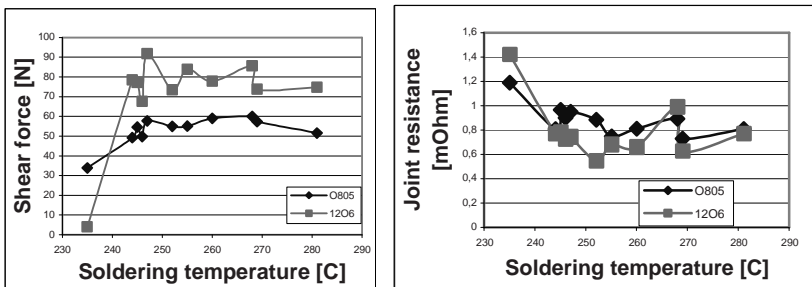 Shear force [N]
100
90
80
70
60
50
40
30
20
10
0
O805
12O6
230 240 250 260 270 280 290
Soldering temperature [C]
Joint resistance
[mOhm]
1,6
1,4
1,2
1
0,8
0,6
0,4
0,2
0
O805
12O6
230 240 250 260 270 280 290
Soldering temperature [C]